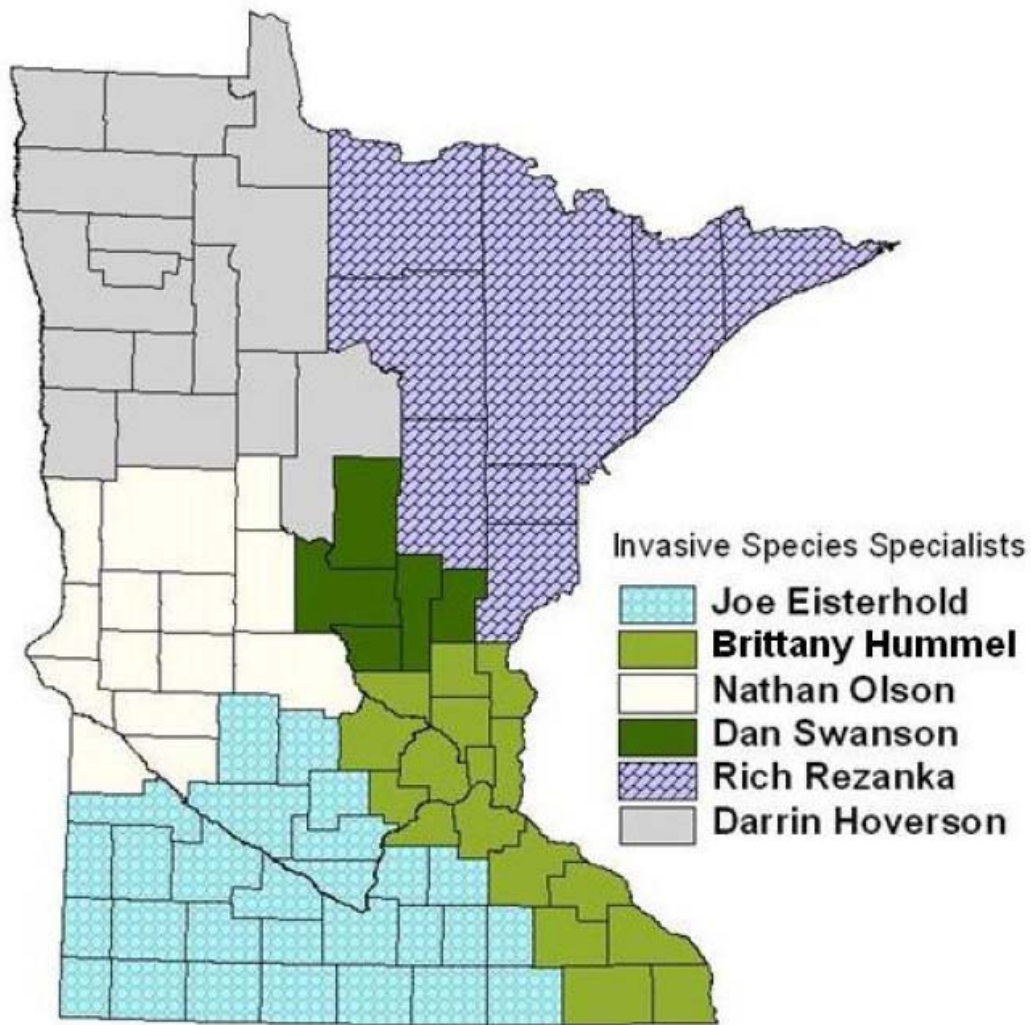 Invasive Species Specialists
Joe Eisterhold
Brittany Hummel
Nathan Olson
Dan Swanson
Rich Rezanka
Darrin Hoverson